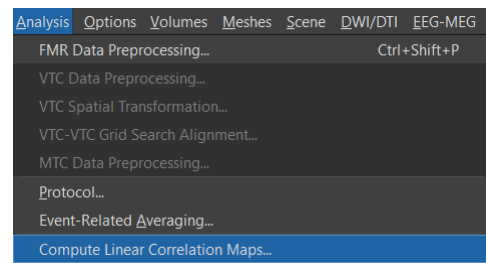 Analysis Options Volumes Meshes Scene DWI/DTI EEG-MEG
FMR Data Preprocessing... Ctrl+Shift+P
VTC Data Preprocessing...
VTC Spatial Transformation...
VTC-VTC Grid Search Alignment...
MTC Data Preprocessing...
Protocol...
Event-Related Averaging...
Compute Linear Correlation Maps...